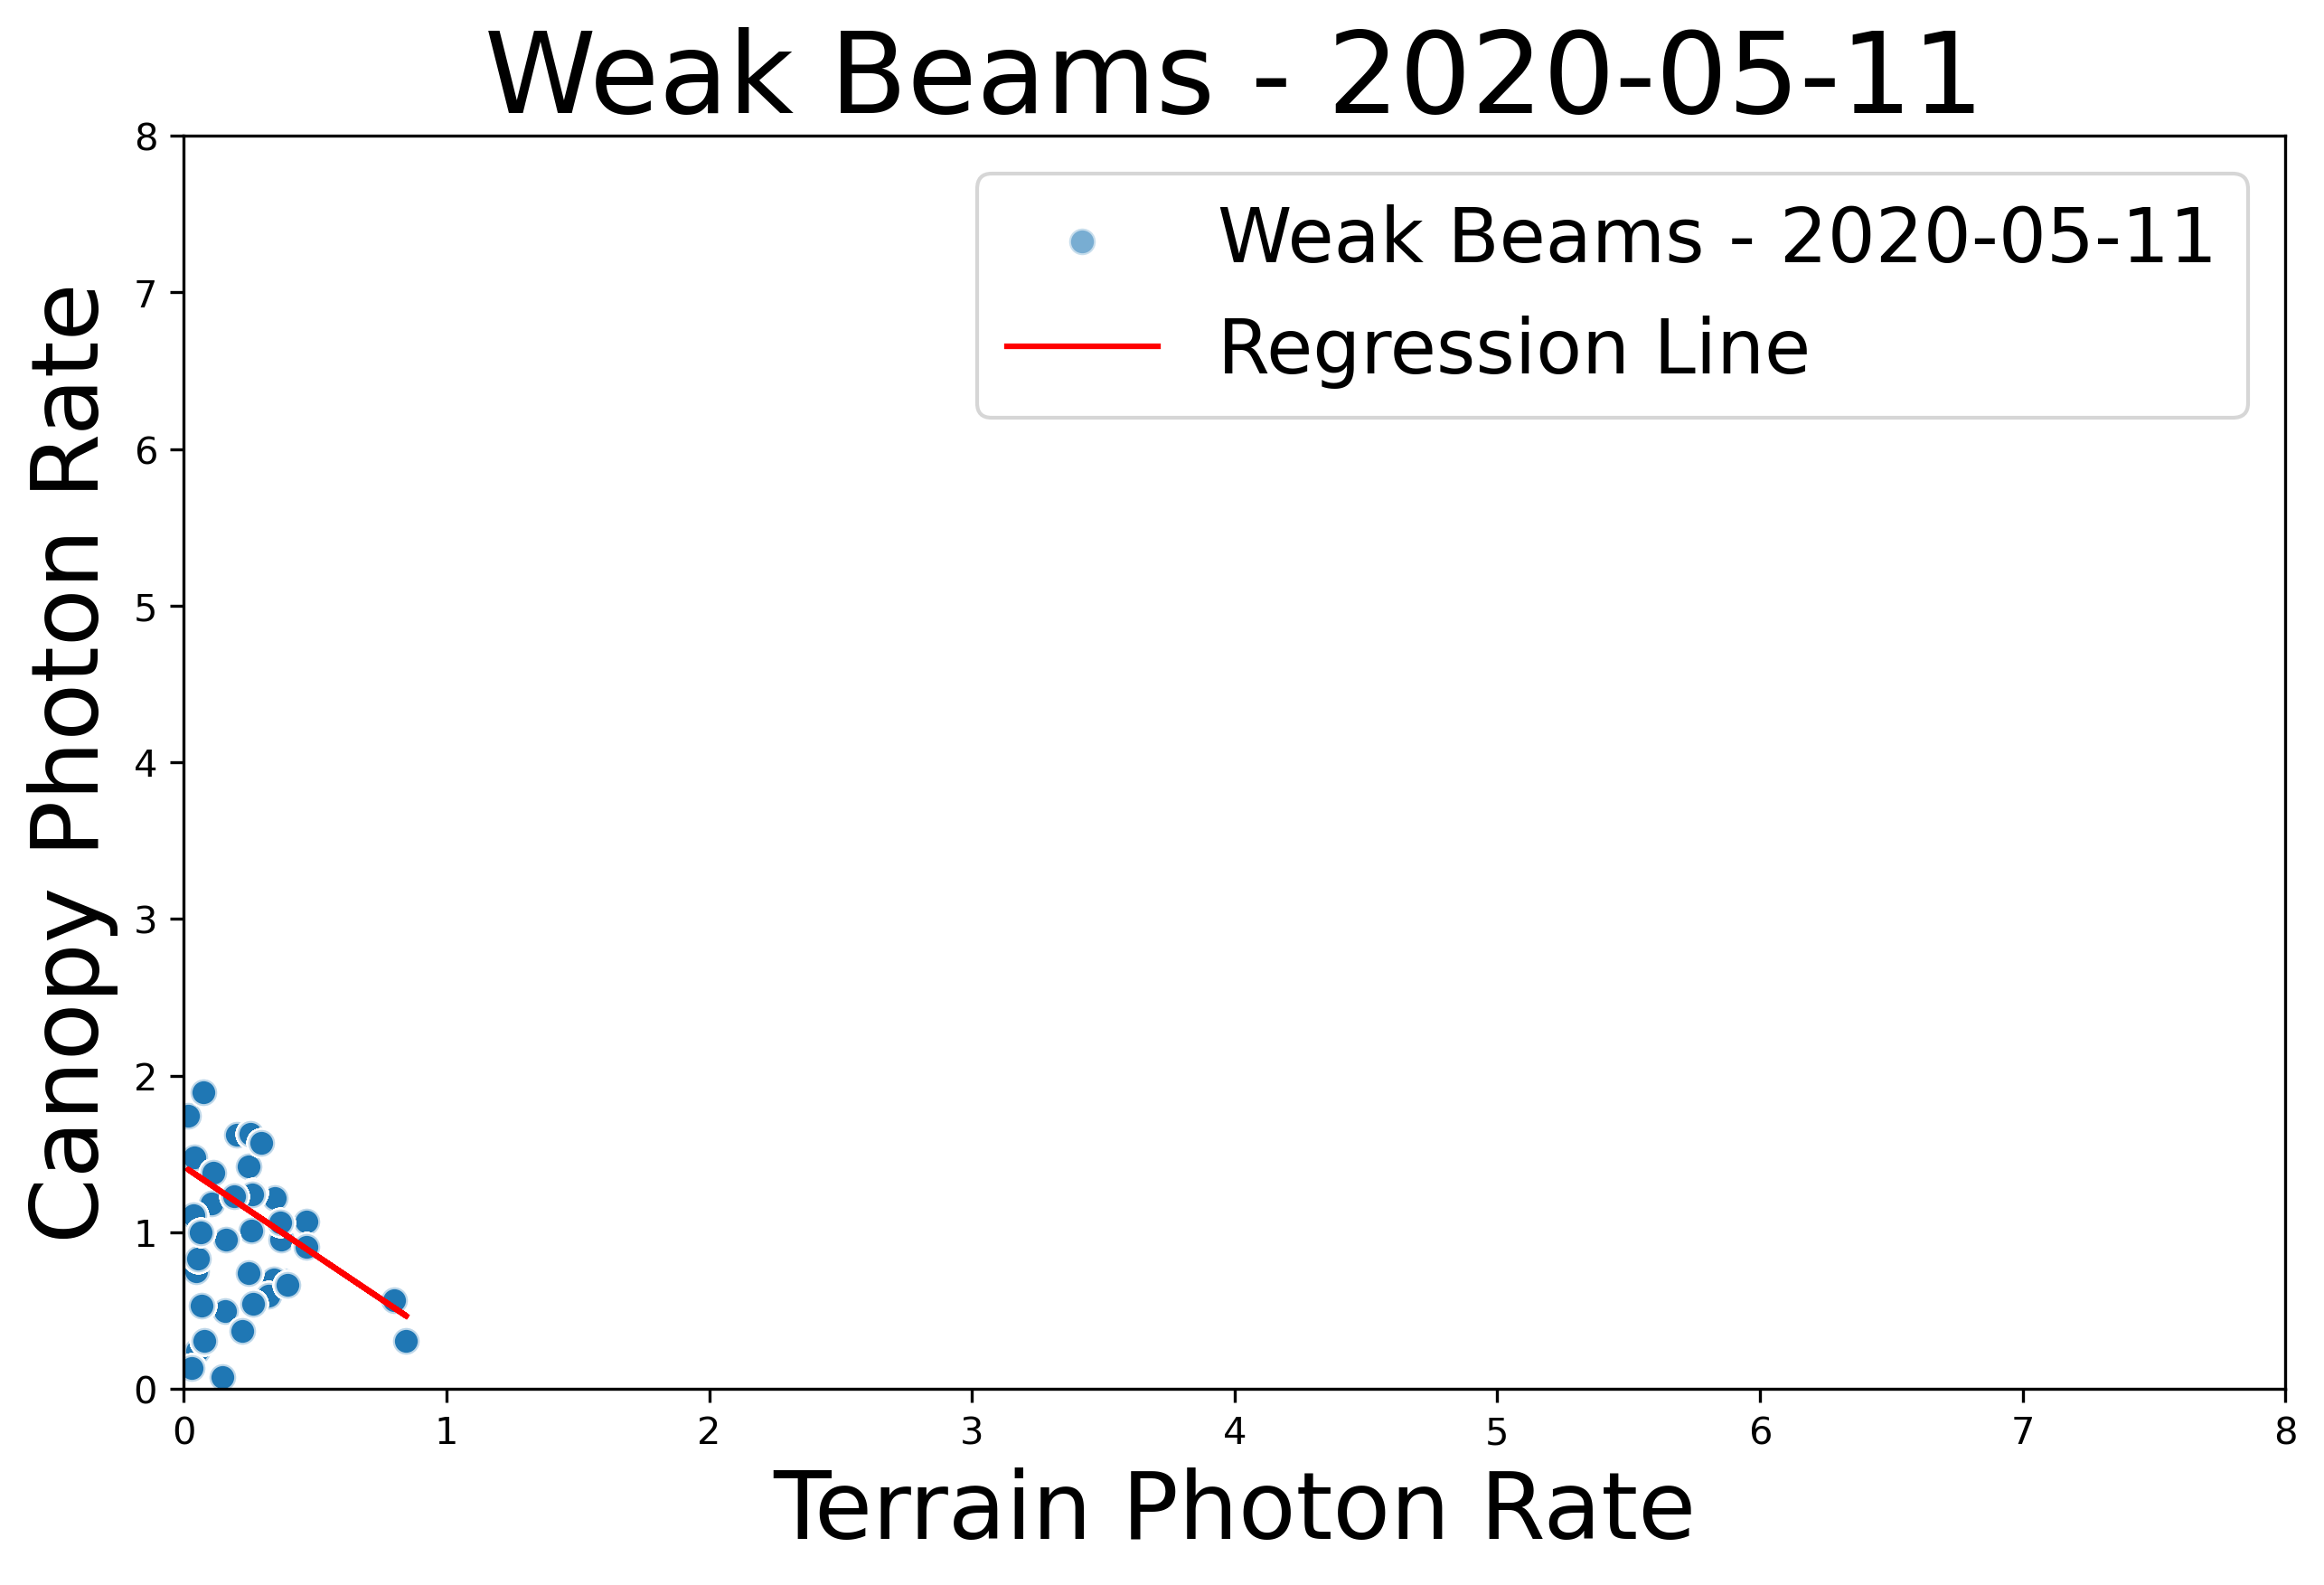 Weak Beams - 2020-05-11
Weak Beams - 2020-05-11
Regression Line
Canopy Photon Rate
8
7
6
5
4
3
2
1
0
0 1 2 3 4 5 6 7 8
Terrain Photon Rate